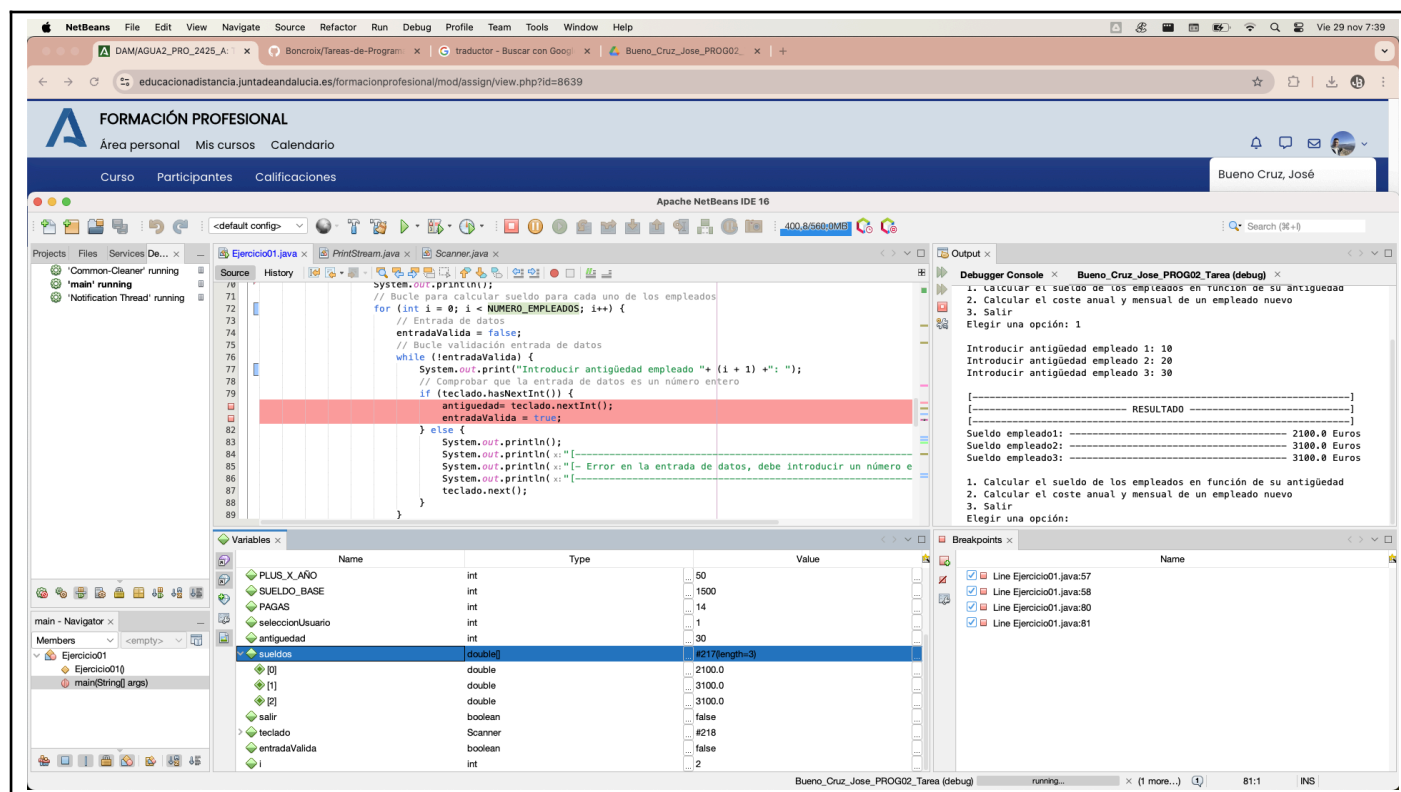 NetBeans File Edit View Navigate Source Refactor Run Debug Profile Team Tools Window Help Vie 29 nov 7:39
DAM/AGUA2_PRO_2425_A: T × Boncroix/Tareas-de-Program × traductor - Buscar con Googl × Bueno_Cruz_Jose_PROG02_ × +
educacionadistancia.juntadeandalucia.es/formacionprofesional/mod/assign/view.php?id=8639
FORMACIÓN PROFESIONAL
Área personal Mis cursos Calendario
Curso Participantes Calificaciones
Bueno Cruz, José
Apache NetBeans IDE 16
<default config> 400,8/560,0MB Search (⌘+I)
Projects Files Services De... ×
'Common-Cleaner' running
'main' running
'Notification Thread' running
main - Navigator ×
Members <empty>
Ejercicio01
Ejercicio01()
main(String[] args)
Ejercicio01.java × PrintStream.java × Scanner.java ×
Source History
70 System.out.println();
71 // Bucle para calcular sueldo para cada uno de los empleados
72 for (int i = 0; i < NUMERO_EMPLEADOS; i++) {
73 // Entrada de datos
74 entradaValida = false;
75 // Bucle validación entrada de datos
76 while (!entradaValida) {
77 System.out.print("Introducir antigüedad empleado "+ (i + 1) +": ");
78 // Comprobar que la entrada de datos es un número entero
79 if (teclado.hasNextInt()) {
antiguedad= teclado.nextInt();
entradaValida = true;
82 } else {
83 System.out.println();
84 System.out.println( x:"[----------------------------------------------------------
85 System.out.println( x:"[- Error en la entrada de datos, debe introducir un número e
86 System.out.println( x:"[----------------------------------------------------------
87 teclado.next();
88 }
89 }
Output ×
Debugger Console × Bueno_Cruz_Jose_PROG02_Tarea (debug) ×
1. Calcular el sueldo de los empleados en función de su antigüedad
2. Calcular el coste anual y mensual de un empleado nuevo
3. Salir
Elegir una opción: 1
Introducir antigüedad empleado 1: 10
Introducir antigüedad empleado 2: 20
Introducir antigüedad empleado 3: 30
[---------------------------------------------------------------]
[-------------------------- RESULTADO --------------------------]
[---------------------------------------------------------------]
Sueldo empleado1: ------------------------------------ 2100.0 Euros
Sueldo empleado2: ------------------------------------ 3100.0 Euros
Sueldo empleado3: ------------------------------------ 3100.0 Euros
1. Calcular el sueldo de los empleados en función de su antigüedad
2. Calcular el coste anual y mensual de un empleado nuevo
3. Salir
Elegir una opción:
Variables ×
Name Type Value
PLUS_X_AÑO int ... 50
SUELDO_BASE int ... 1500
PAGAS int ... 14
seleccionUsuario int ... 1
antiguedad int ... 30
sueldos double[] ... #217(length=3)
[0] double ... 2100.0
[1] double ... 3100.0
[2] double ... 3100.0
salir boolean ... false
teclado Scanner ... #218
entradaValida boolean ... false
i int ... 2
Breakpoints ×
Name
Line Ejercicio01.java:57
Line Ejercicio01.java:58
Line Ejercicio01.java:80
Line Ejercicio01.java:81
Bueno_Cruz_Jose_PROG02_Tarea (debug) running... × (1 more...) 1 81:1 INS